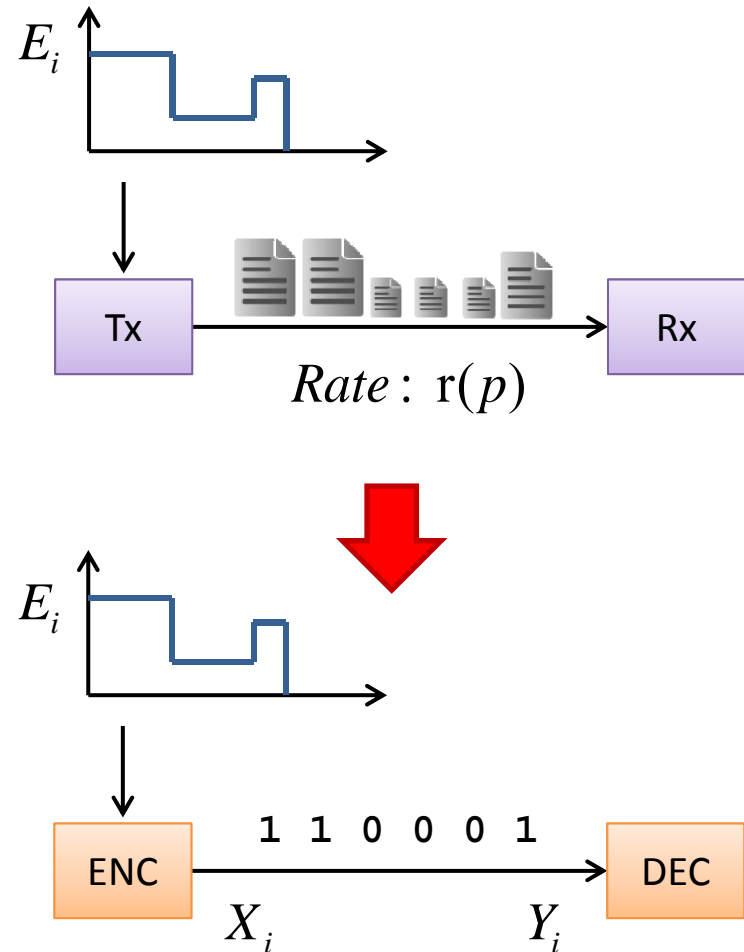 E_i
Tx
Rx
Rate : r(p)
E_i
1 1 0 0 0 1
ENC
DEC
X_i
Y_i